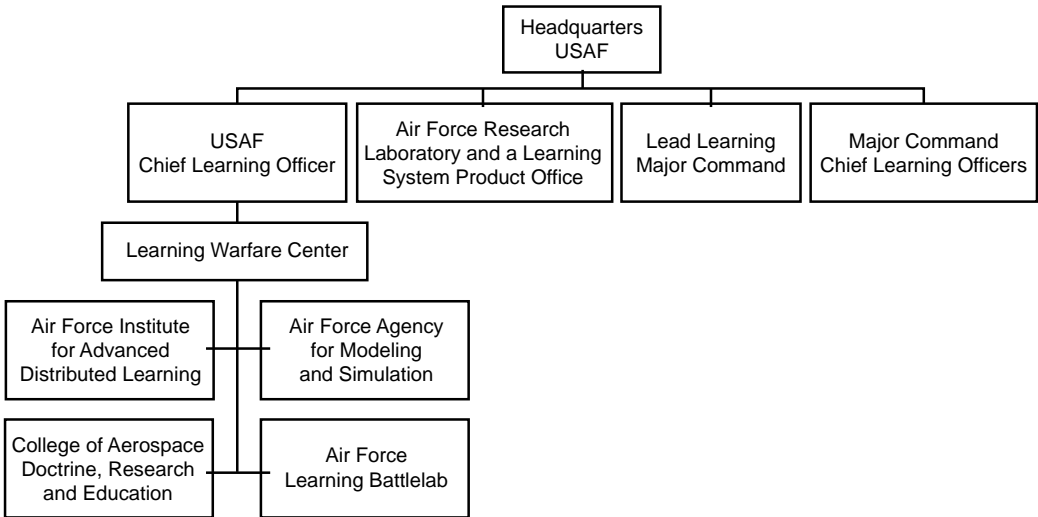 Headquarters
USAF
USAF
Chief Learning Officer
Air Force Research
Laboratory and a Learning
System Product Office
Lead Learning
Major Command
Major Command
Chief Learning Officers
Learning Warfare Center
Air Force Institute
for Advanced
Distributed Learning
Air Force Agency
for Modeling
and Simulation
College of Aerospace
Doctrine, Research
and Education
Air Force
Learning Battlelab